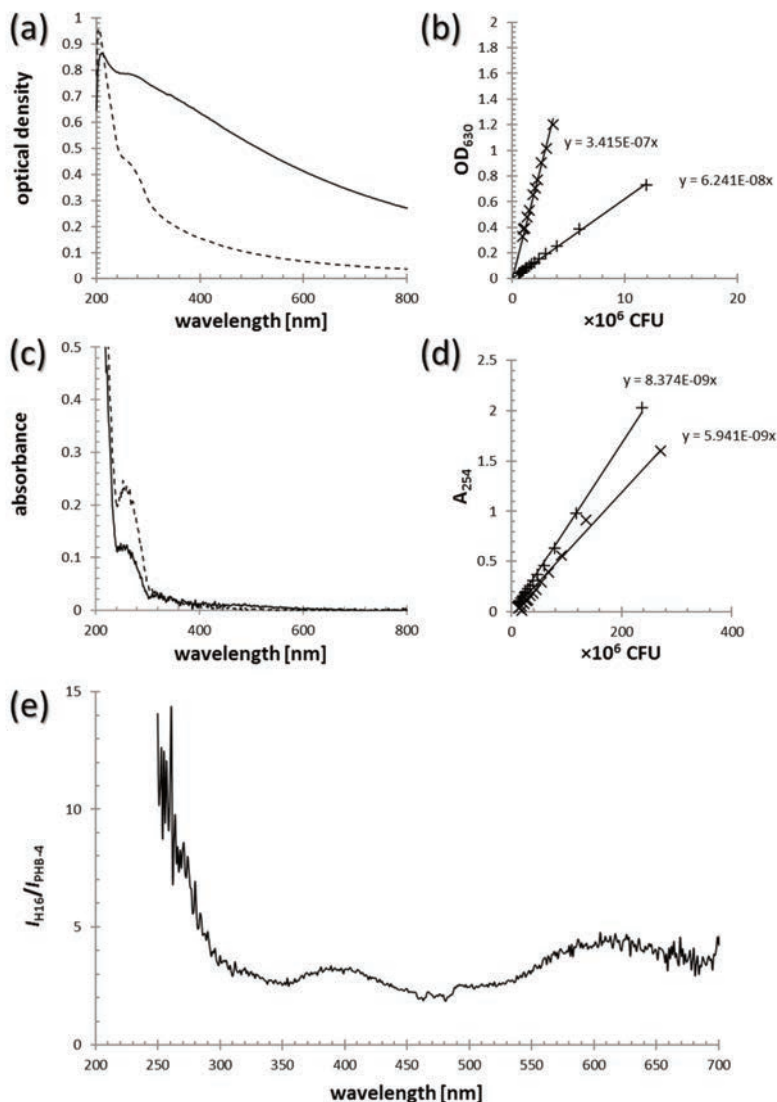 (a)
1
0.9
0.8
0.7
0.6
0.5
0.4
0.3
0.2
0.1
0
optical density
200 400 600 800
wavelength [nm]
(b)
2
1.8
1.6
1.4
1.2
1
0.8
0.6
0.4
0.2
0
OD630
y = 3.415E-07x
y = 6.241E-08x
0 10 20
×10⁶ CFU
(c)
0.5
0.4
0.3
0.2
0.1
0
absorbance
200 400 600 800
wavelength [nm]
(d)
2.5
2
1.5
1
0.5
0
A254
y = 8.374E-09x
y = 5.941E-09x
0 200 400
×10⁶ CFU
(e)
15
10
5
0
IH16/IPHB-4
200 250 300 350 400 450 500 550 600 650 700
wavelength [nm]